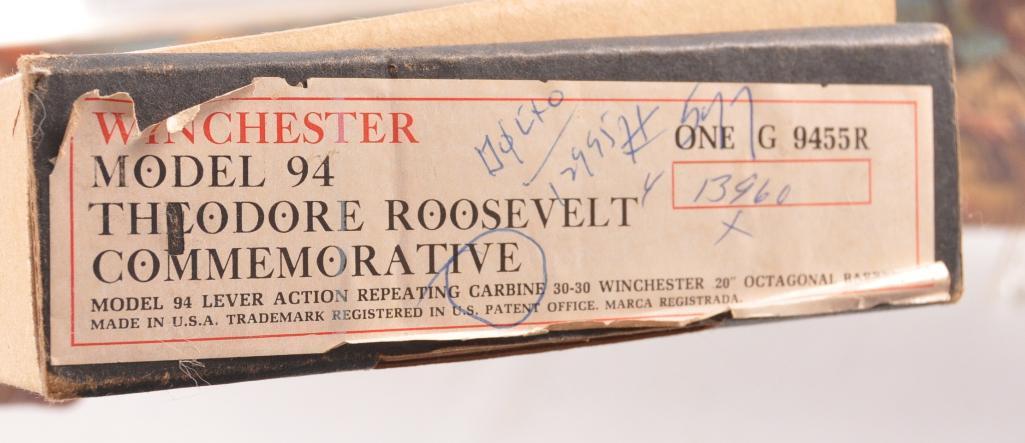 WINCHESTER
ONE G 9455R
MODEL 94
13960
THEODORE ROOSEVELT
X
COMMEMORATIVE
MODEL 94 LEVER ACTION REPEATING CARBINE 30-30 WINCHESTER 20" OCTAGONAL
MADE IN U.S.A. TRADEMARK REGISTERED IN U.S. PATENT OFFICE. MARCA REGISTRADA.